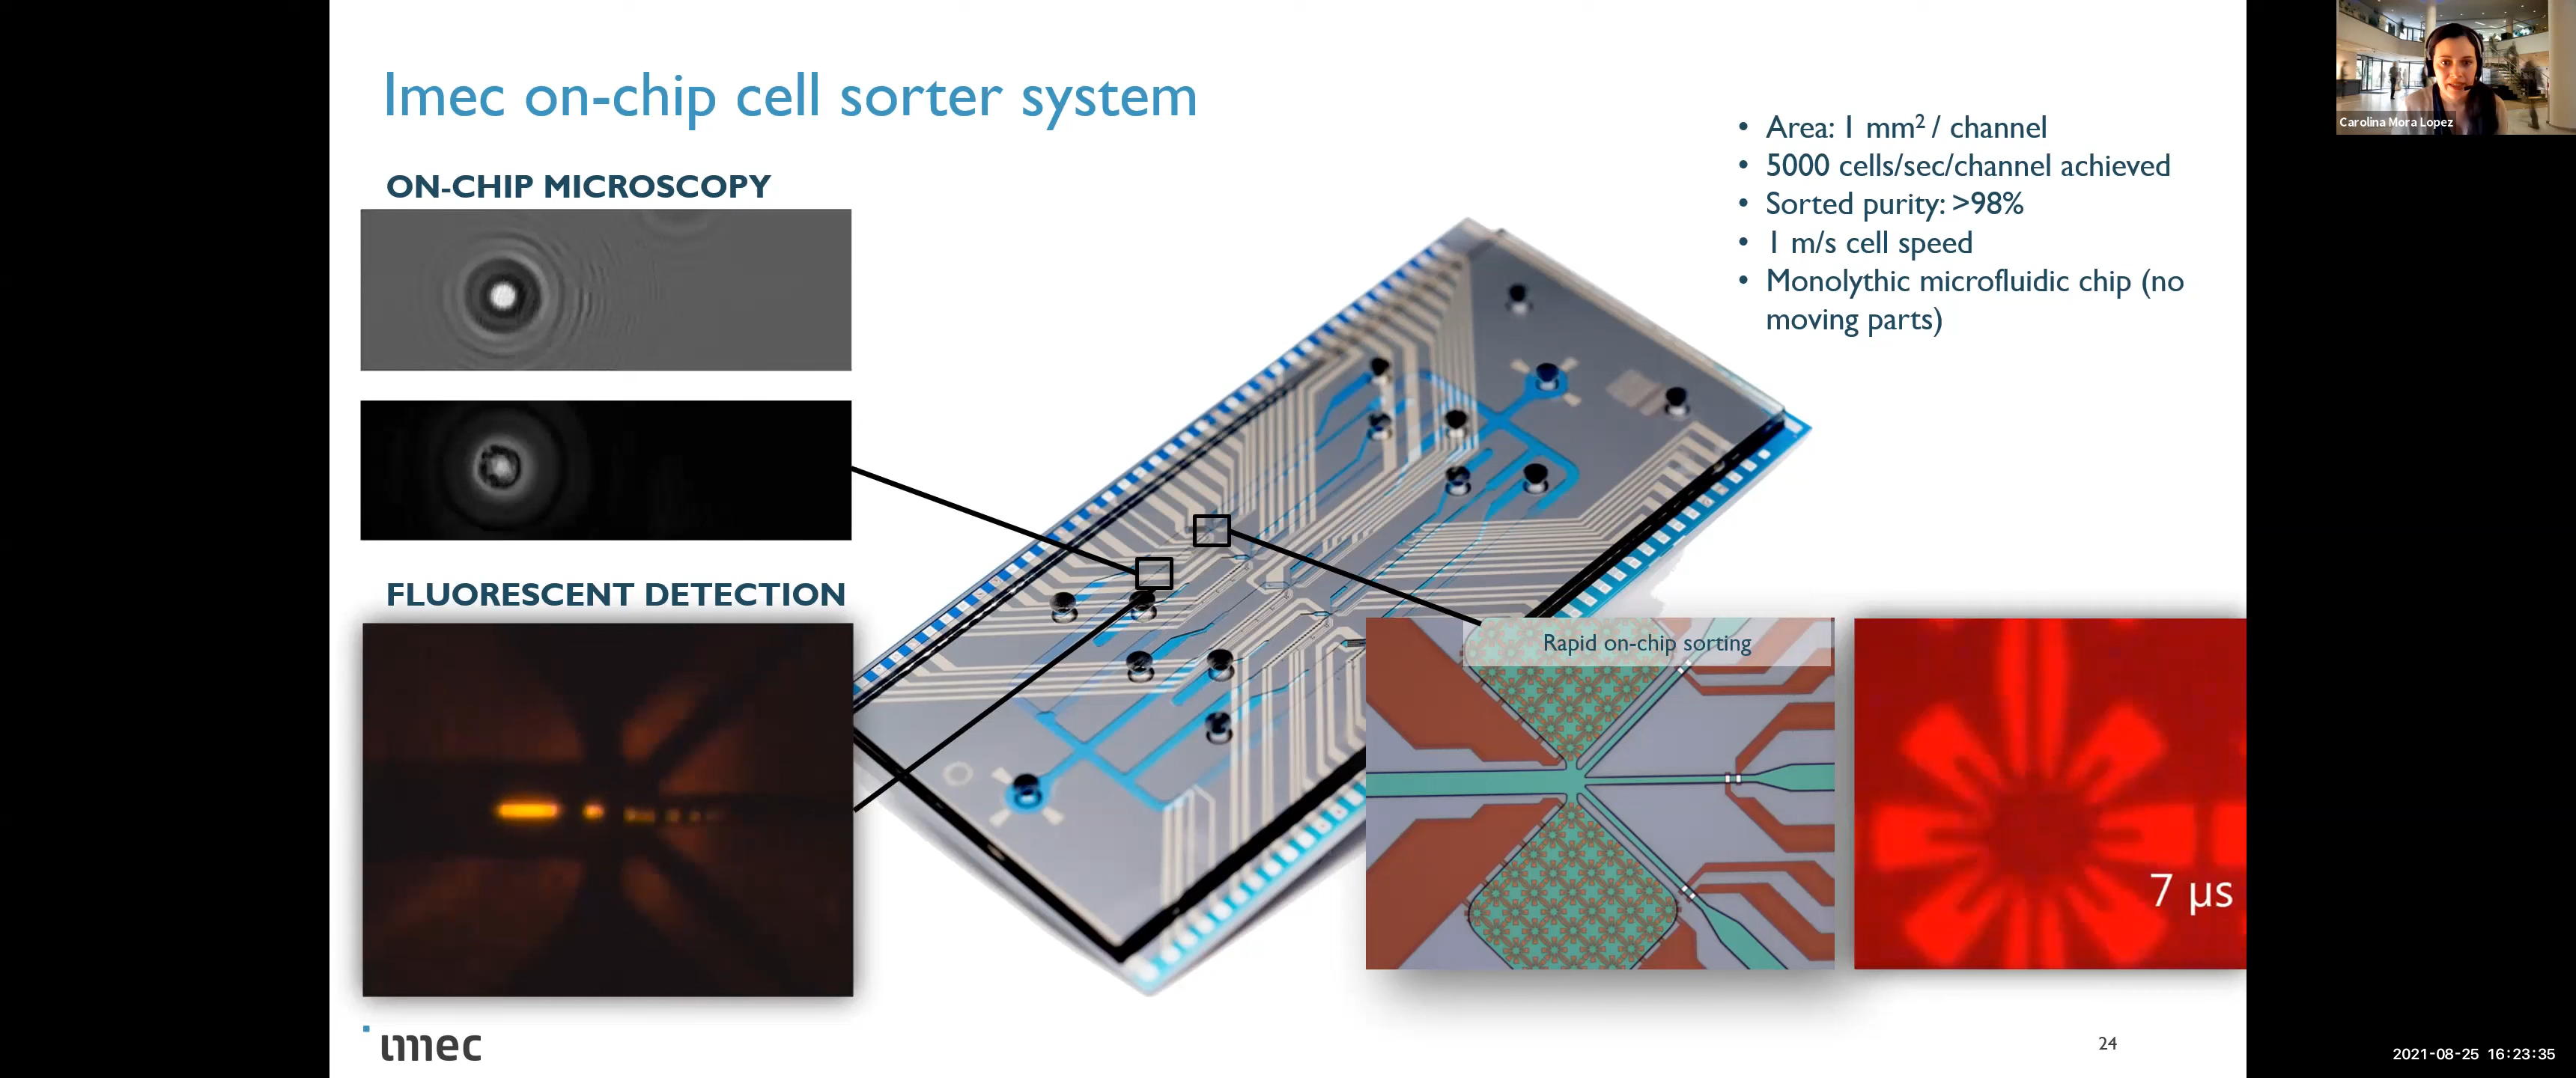 Imec on-chip cell sorter system
ON-CHIP MICROSCOPY
FLUORESCENT DETECTION
• Area: 1 mm² / channel
• 5000 cells/sec/channel achieved
• Sorted purity: >98%
• 1 m/s cell speed
• Monolythic microfluidic chip (no
moving parts)
Rapid on-chip sorting
7 µs
imec
24
Carolina Mora Lopez
2021-08-25 16:23:35